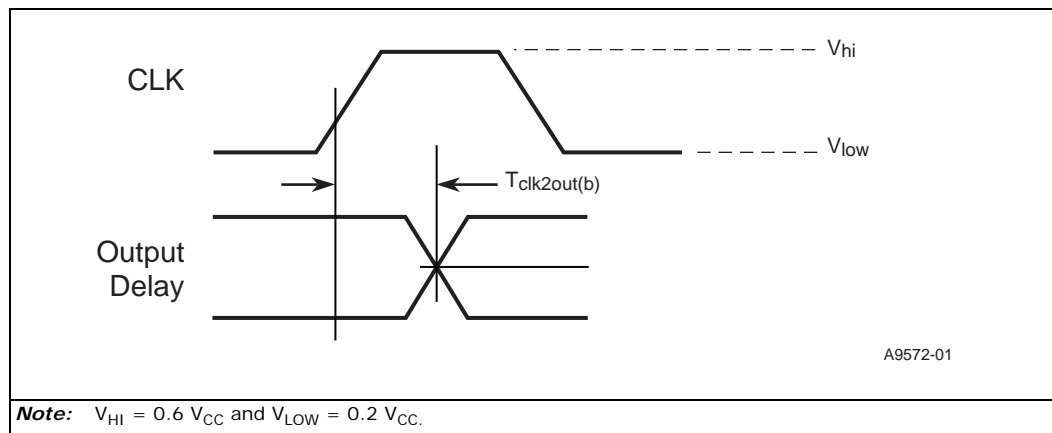 CLK
Vhi
Vlow
Tclk2out(b)
Output
Delay
A9572-01
Note: VHI = 0.6 VCC and VLOW = 0.2 VCC.